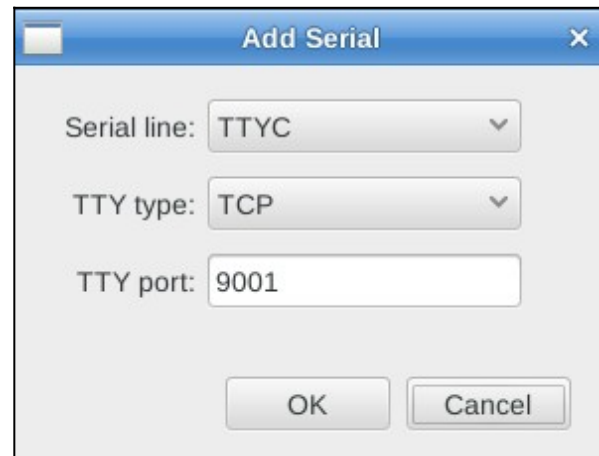 Add Serial
Serial line: TTYC
TTY type: TCP
TTY port: 9001
OK Cancel